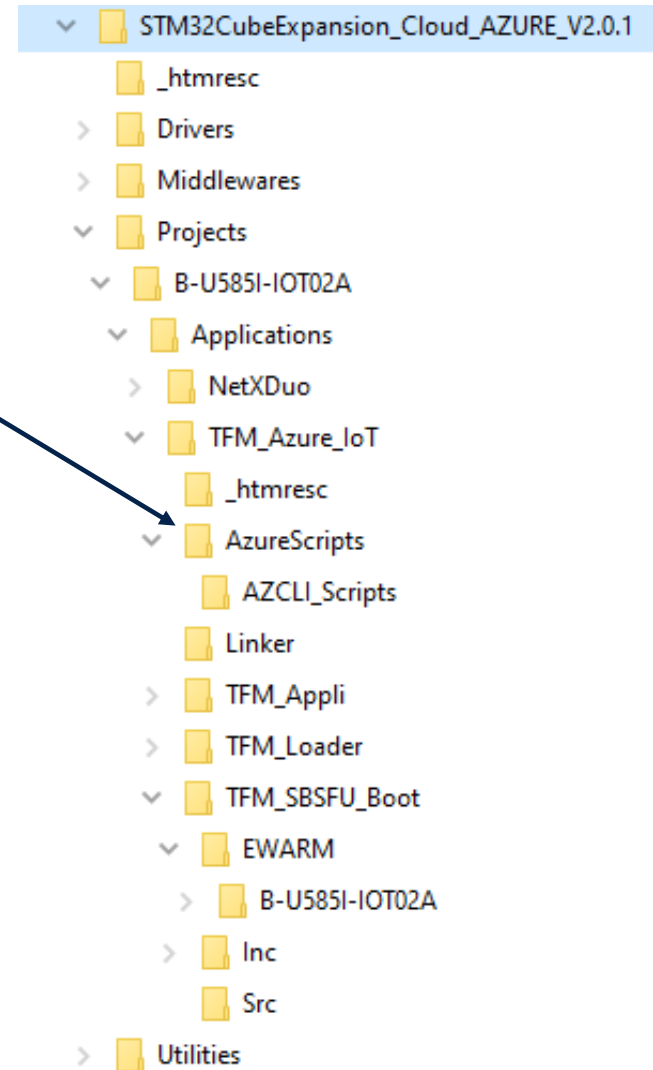 STM32CubeExpansion_Cloud_AZURE_V2.0.1
_htmresc
Drivers
Middlewares
Projects
B-U585I-IOT02A
Applications
NetXDuo
TFM_Azure_IoT
_htmresc
AzureScripts
AZCLI_Scripts
Linker
TFM_Appli
TFM_Loader
TFM_SBSFU_Boot
EWARM
B-U585I-IOT02A
Inc
Src
Utilities